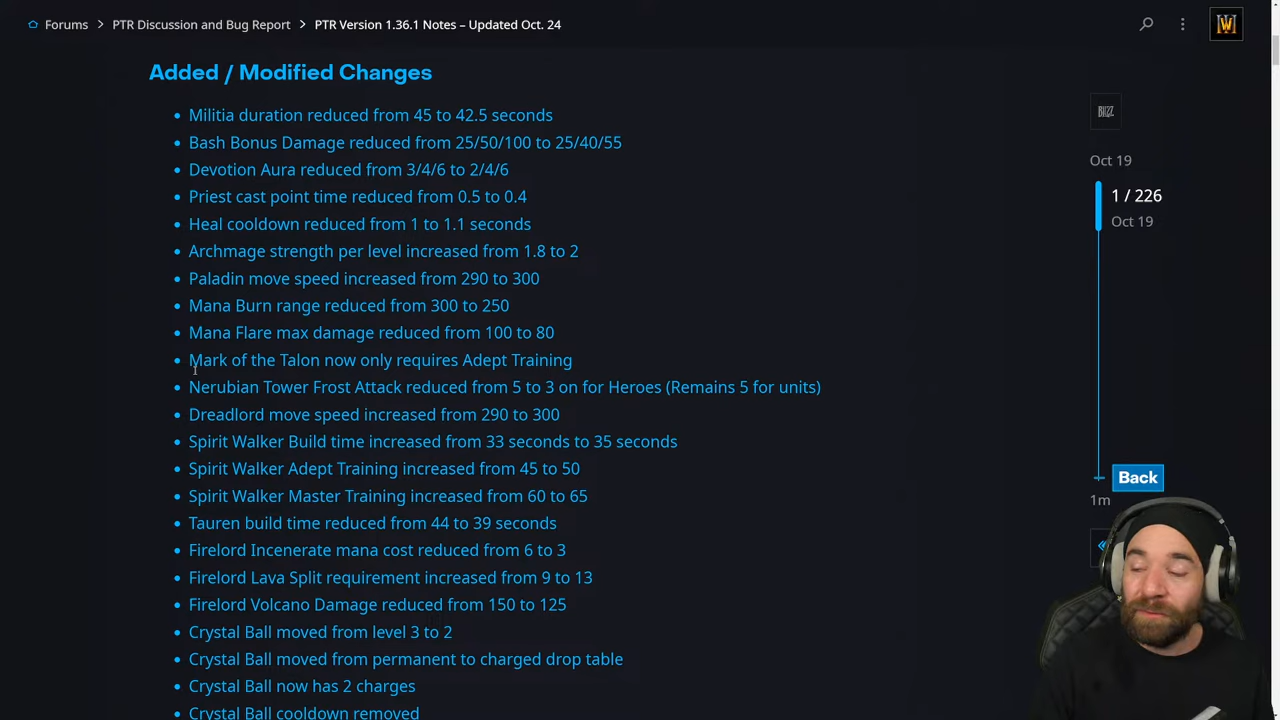 Forums > PTR Discussion and Bug Report > PTR Version 1.36.1 Notes – Updated Oct. 24
Added / Modified Changes
• Militia duration reduced from 45 to 42.5 seconds
• Bash Bonus Damage reduced from 25/50/100 to 25/40/55
• Devotion Aura reduced from 3/4/6 to 2/4/6
• Priest cast point time reduced from 0.5 to 0.4
• Heal cooldown reduced from 1 to 1.1 seconds
• Archmage strength per level increased from 1.8 to 2
• Paladin move speed increased from 290 to 300
• Mana Burn range reduced from 300 to 250
• Mana Flare max damage reduced from 100 to 80
• Mark of the Talon now only requires Adept Training
• Nerubian Tower Frost Attack reduced from 5 to 3 on for Heroes (Remains 5 for units)
• Dreadlord move speed increased from 290 to 300
• Spirit Walker Build time increased from 33 seconds to 35 seconds
• Spirit Walker Adept Training increased from 45 to 50
• Spirit Walker Master Training increased from 60 to 65
• Tauren build time reduced from 44 to 39 seconds
• Firelord Incenerate mana cost reduced from 6 to 3
• Firelord Lava Split requirement increased from 9 to 13
• Firelord Volcano Damage reduced from 150 to 125
• Crystal Ball moved from level 3 to 2
• Crystal Ball moved from permanent to charged drop table
• Crystal Ball now has 2 charges
• Crystal Ball cooldown removed
BLIZZ
Oct 19
1 / 226
Oct 19
Back
1m